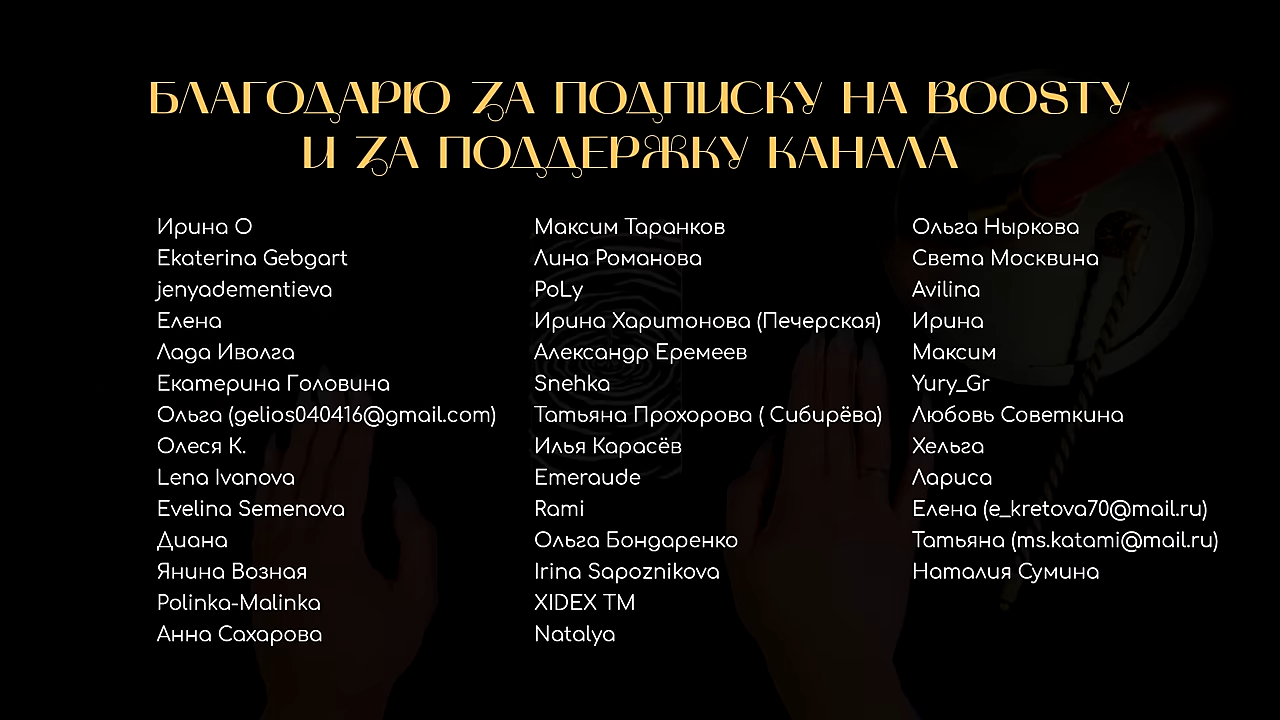 БЛАГОДАРЮ ЗА ПОДПИСКУ НА BOOSTY
И ЗА ПОДДЕРЖКУ КАНАЛА
Ирина О
Ekaterina Gebgart
jenyadementieva
Елена
Лада Иволга
Екатерина Головина
Ольга (gelios040416@gmail.com)
Олеся К.
Lena Ivanova
Evelina Semenova
Диана
Янина Возная
Polinka-Malinka
Анна Сахарова
Максим Таранков
Лина Романова
PoLy
Ирина Харитонова (Печерская)
Александр Еремеев
Snehka
Татьяна Прохорова ( Сибирёва)
Илья Карасёв
Emeraude
Rami
Ольга Бондаренко
Irina Sapoznikova
XIDEX TM
Natalya
Ольга Ныркова
Света Москвина
Avilina
Ирина
Максим
Yury_Gr
Любовь Советкина
Хельга
Лариса
Елена (e_kretova70@mail.ru)
Татьяна (ms.katami@mail.ru)
Наталия Сумина